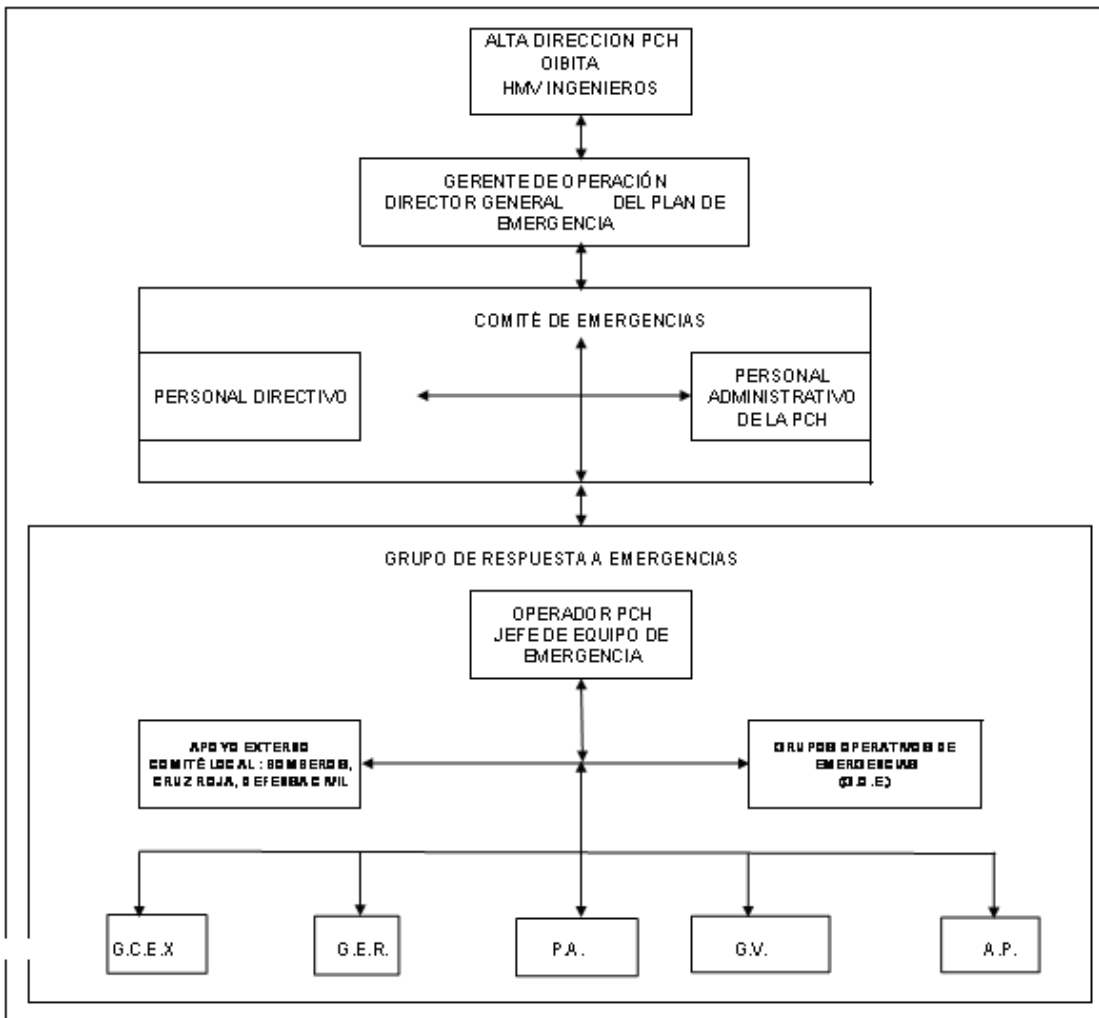 ALTA DIRECCION PCH
OIBITA
HMV INGENIEROS
GERENTE DE OPERACIÓN
DIRECTOR GENERAL DEL PLAN DE
EMERGENCIA
COMITÉ DE EMERGENCIAS
PERSONAL DIRECTIVO
PERSONAL
ADMINISTRATIVO
DE LA PCH
GRUPO DE RESPUESTA A EMERGENCIAS
OPERADOR PCH
JEFE DE EQUIPO DE
EMERGENCIA
APOYO EXTERNO
COMITÉ LOCAL : BOMBEROS,
CRUZ ROJA, DEFENSA CIVIL
GRUPOS OPERATIVOS DE
EMERGENCIAS
G.C.E.X
G.E.R.
P.A.
G.V.
A.P.